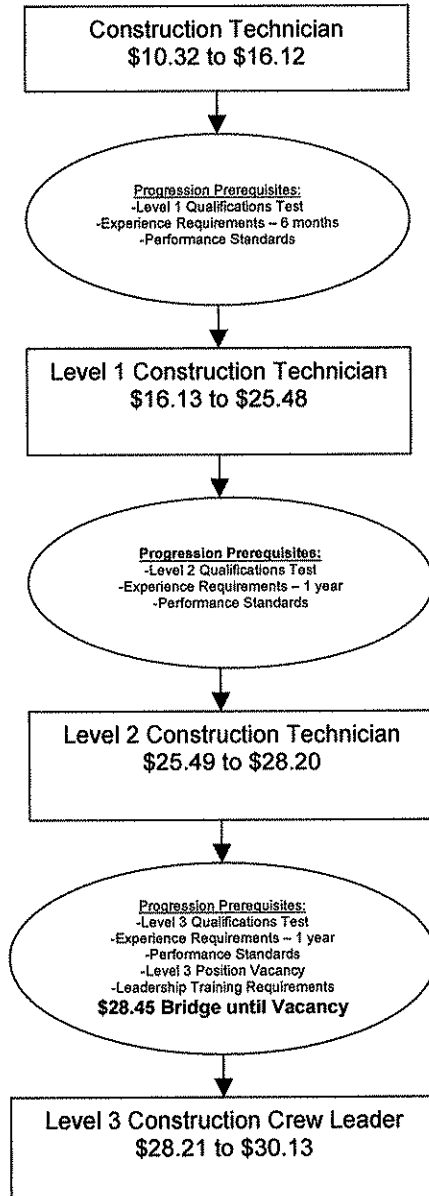 Construction Technician
$10.32 to $16.12
Progression Prerequisites:
-Level 1 Qualifications Test
-Experience Requirements – 6 months
-Performance Standards
Level 1 Construction Technician
$16.13 to $25.48
Progression Prerequisites:
-Level 2 Qualifications Test
-Experience Requirements – 1 year
-Performance Standards
Level 2 Construction Technician
$25.49 to $28.20
Progression Prerequisites:
-Level 3 Qualifications Test
-Experience Requirements – 1 year
-Performance Standards
-Level 3 Position Vacancy
-Leadership Training Requirements
$28.45 Bridge until Vacancy
Level 3 Construction Crew Leader
$28.21 to $30.13